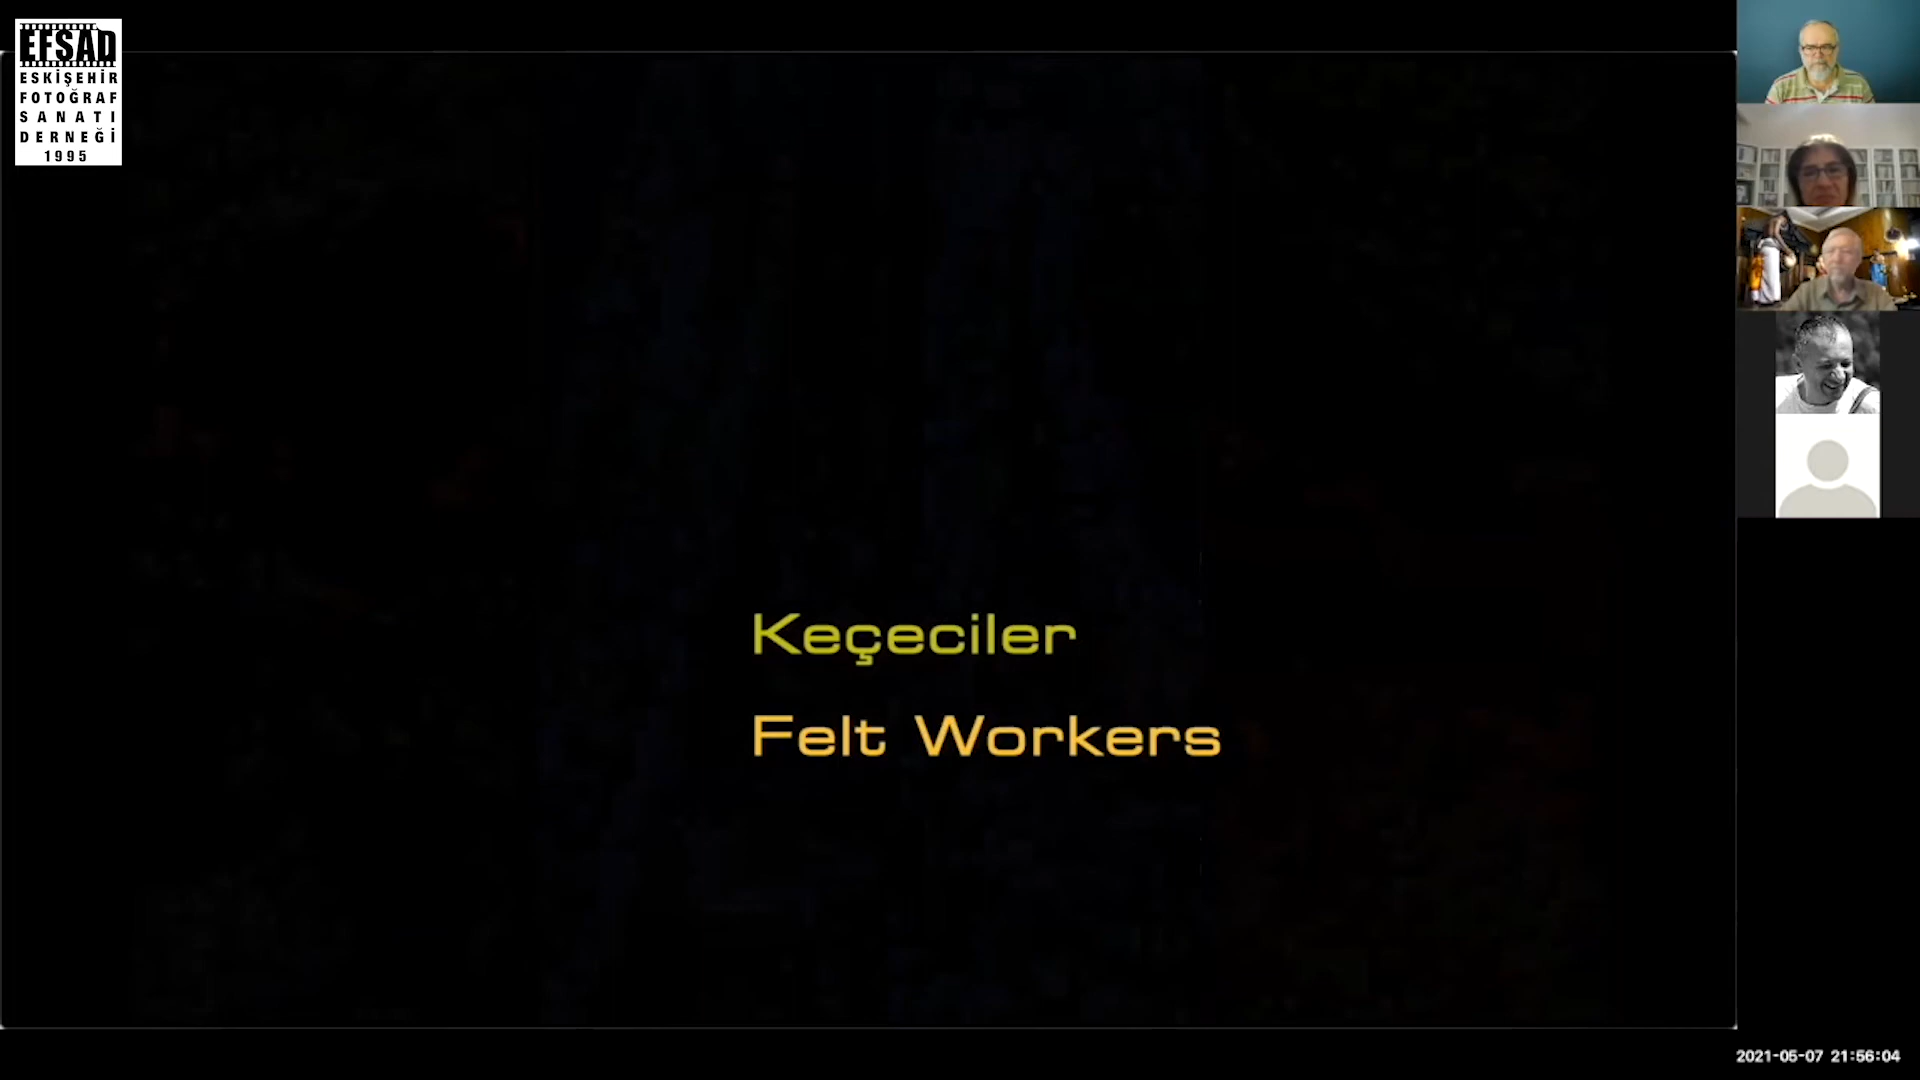 EFSAD
ESKİŞEHİR
FOTOĞRAF
SANATI
DERNEĞİ
1995
Keçeciler
Felt Workers
2021-05-07 21:56:04